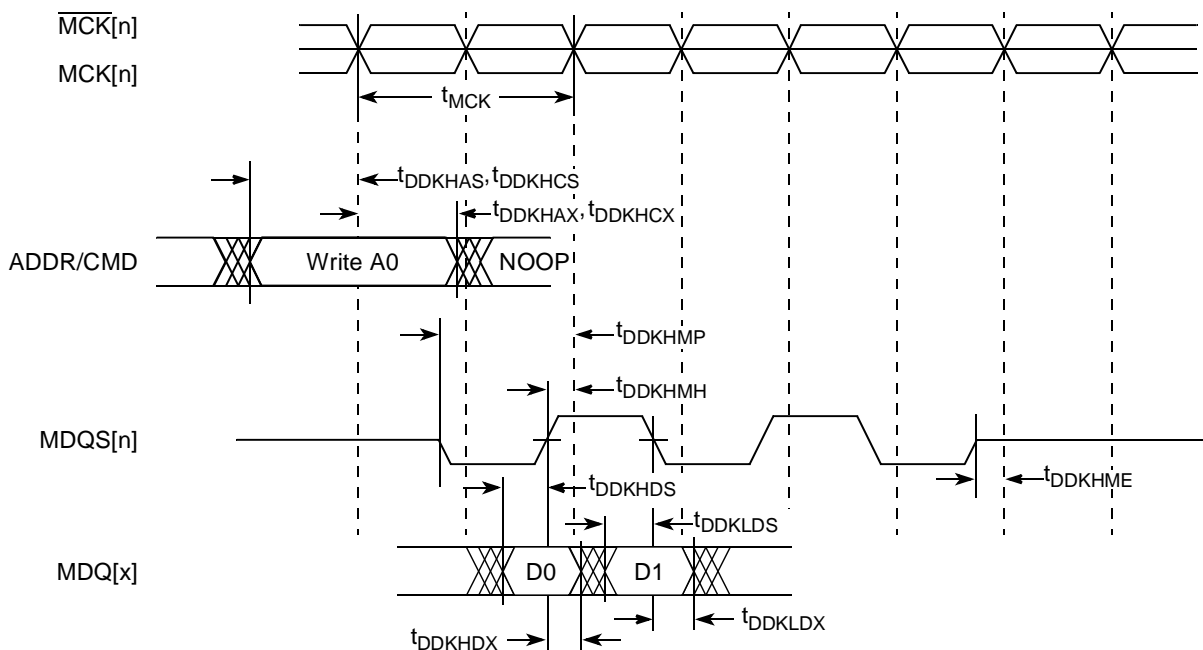 MCK[n]
MCK[n]
tMCK
tDDKHAS,tDDKHCS
tDDKHAX,tDDKHCX
ADDR/CMD
Write A0
NOOP
tDDKHMP
tDDKHMH
MDQS[n]
tDDKHDS
tDDKHME
tDDKLDS
MDQ[x]
D0
D1
tDDKHDX
tDDKLDX